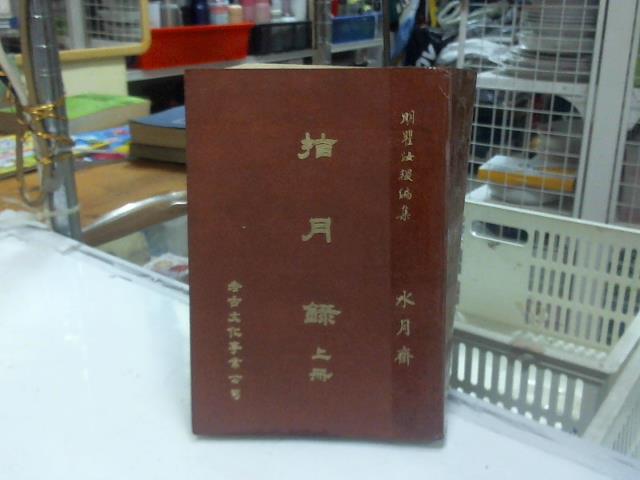 明瞿汝稷編集
水月齋
指月錄
上冊
老古文化事業公司